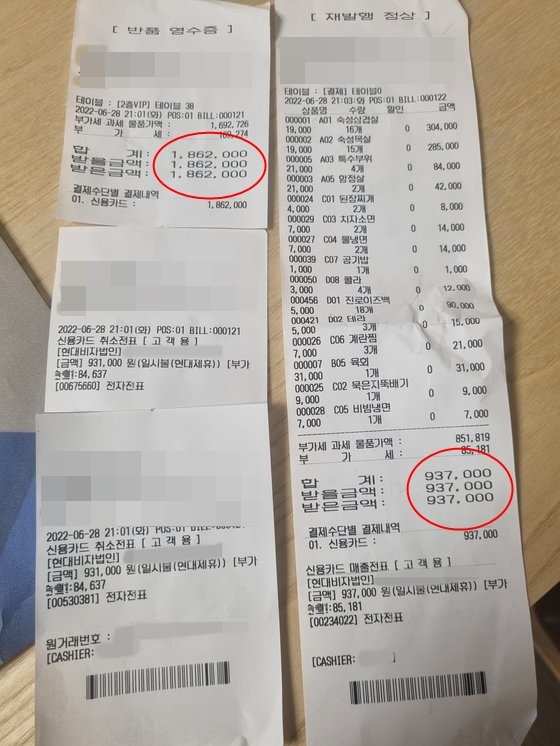 [ 반품 영수증 ]
테이블 : [2층VIP] 테이블 38
2022-06-28 21:01(화) POS:01 BILL:000121
부가세 과세 물품가액 : 1,692,726
부 가 세 : 169,274
합 계 : 1,862,000
받을금액 : 1,862,000
받은금액 : 1,862,000
결제수단별 결제내역
01. 신용카드 : 1,862,000
2022-06-28 21:01(화) POS:01 BILL:000121
신용카드 취소전표 [ 고객용 ]
[현대비자법인]
[금액] 931,000 원(일시불(현대제휴)) [부가
:84,637
[00675660] 전자전표
2022-06-28 21:01(화)
신용카드 취소전표 [ 고객용 ]
[현대비자법인]
[금액] 931,000 원(일시불(현대제휴)) [부가
:84,637
[00530381] 전자전표
원거래번호 :
[CASHIER:
[ 재발행 정상 ]
테이블 : [결제] 테이블0
2022-06-28 21:03:화 POS:01 BILL:000122
상품명 수량 할인 금액
000001 A01 숙성삼겹살
19,000 16개 0 304,000
000002 A02 숙성목살
19,000 15개 0 285,000
000004 A03 특수부위
21,000 4개 0 84,000
000003 A05 항정살
21,000 2개 0 42,000
000024 C01 된장찌개
4,000 2개 0 8,000
000029 C03 치자소면
7,000 2개 0 14,000
000027 C04 물냉면
7,000 2개 0 14,000
000039 C07 공기밥
1,000 1개 0 1,000
000050 D08 콜라
3,000 4개 0 12,000
000456 D01 진로이즈백
5,000 18개 0 90,000
000421 D02 테라
5,000 3개 0 15,000
000026 C06 계란찜
7,000 3개 0 21,000
000007 B05 육회
31,000 1개 0 31,000
000025 C02 묵은지뚝배기
9,000 1개 0 9,000
000028 C05 비빔냉면
7,000 1개 0 7,000
부가세 과세 물품가액 : 851,819
부 가 세 : 85,181
합 계 : 937,000
받을금액 : 937,000
받은금액 : 937,000
결제수단별 결제내역
01. 신용카드 : 937,000
신용카드 매출전표 [ 고객용 ]
[현대비자법인]
[금액] 937,000 원(일시불(현대제휴)) [부가
:85,181
[00234022] 전자전표
[CASHIER: ]